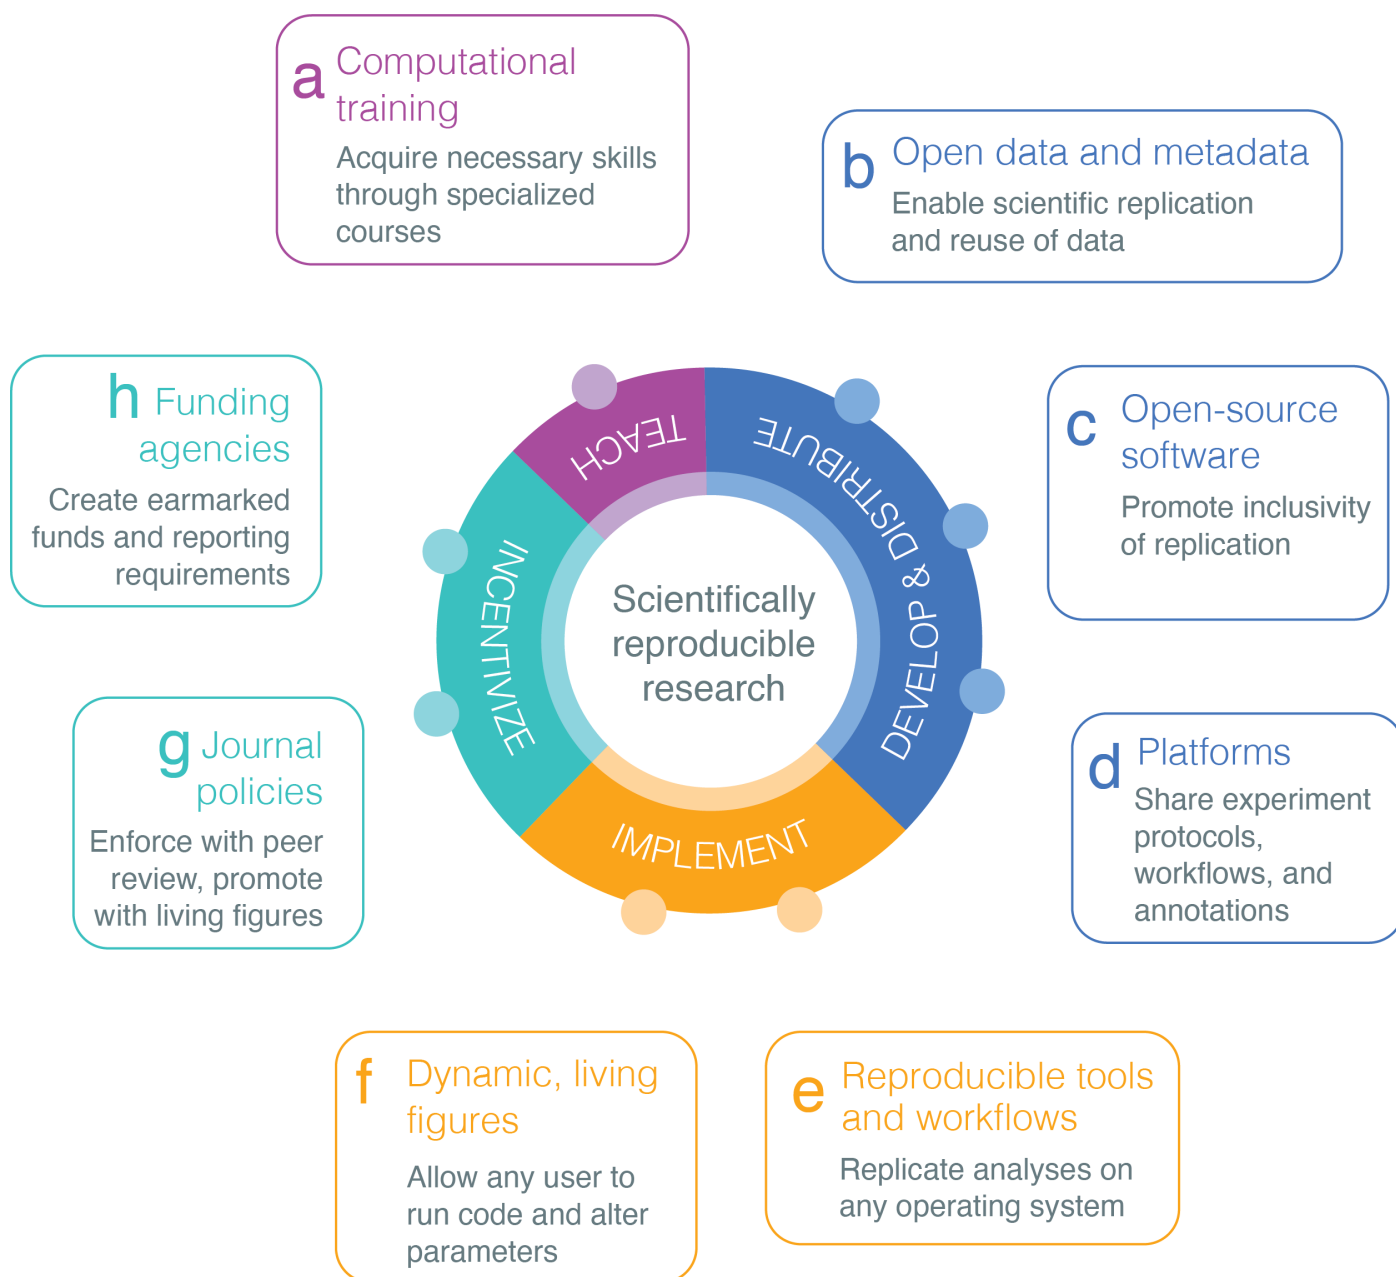 a Computational
training
Acquire necessary skills
through specialized
courses
b Open data and metadata
Enable scientific replication
and reuse of data
c Open-source
software
Promote inclusivity
of replication
d Platforms
Share experiment
protocols,
workflows, and
annotations
e Reproducible tools
and workflows
Replicate analyses on
any operating system
f Dynamic, living
figures
Allow any user to
run code and alter
parameters
g Journal
policies
Enforce with peer
review, promote
with living figures
h Funding
agencies
Create earmarked
funds and reporting
requirements
TEACH
DEVELOP & DISTRIBUTE
IMPLEMENT
INCENTIVIZE
Scientifically
reproducible
research